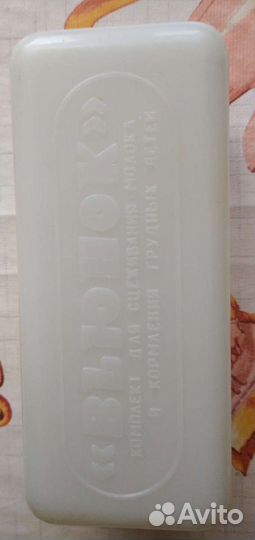 «ВЬЮНОК»
КОМПЛЕКТ ДЛЯ СЦЕЖИВАНИЯ МОЛОКА
И КОРМЛЕНИЯ ГРУДНЫХ ДЕТЕЙ
Avito